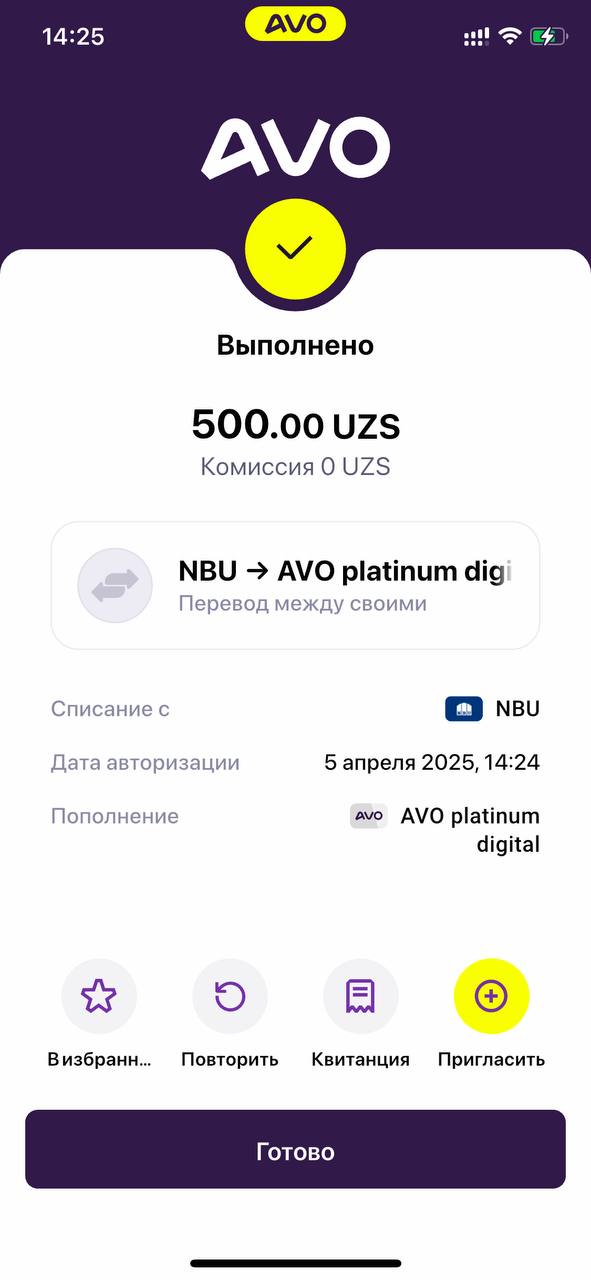 14:25
AVO
AVO
Выполнено
500.00 UZS
Комиссия 0 UZS
NBU → AVO platinum digi
Перевод между своими
Списание с NBU
Дата авторизации 5 апреля 2025, 14:24
Пополнение AVO AVO platinum
digital
В избранн... Повторить Квитанция Пригласить
Готово